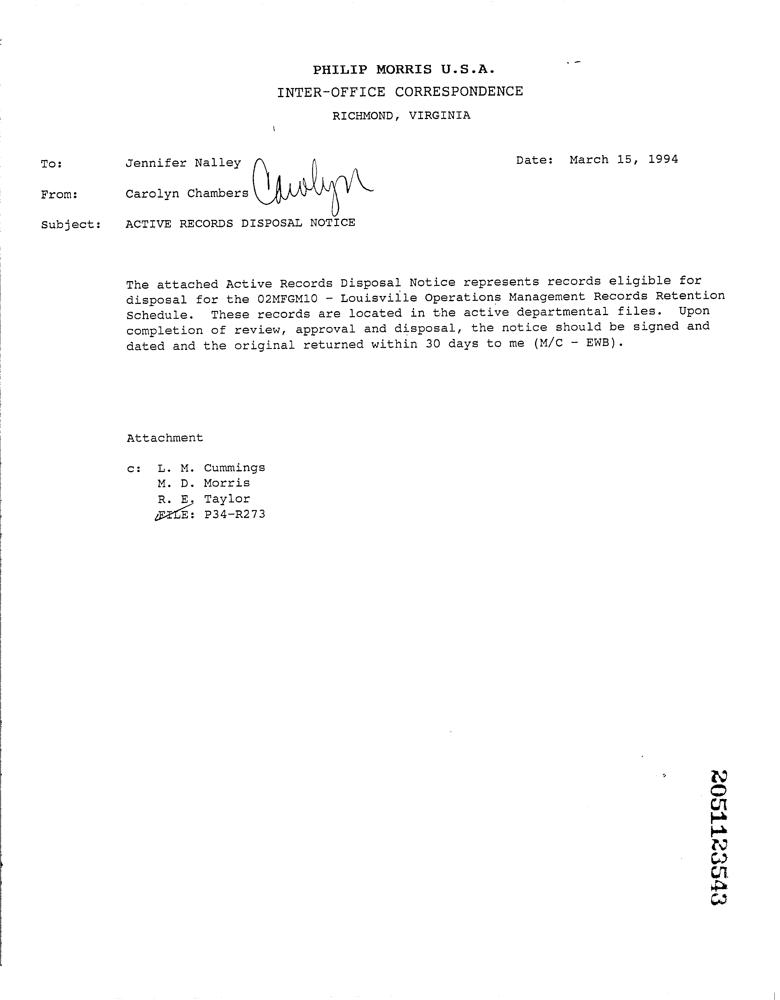 PHILIP MORRIS U.S.A.
INTER-OFFICE CORRESPONDENCE
RICHMOND, VIRGINIA
To: Jennifer Nalley Date: March 15, 1994
From: Carolyn Chambers Carolyn
Subject: ACTIVE RECORDS DISPOSAL NOTICE
The attached Active Records Disposal Notice represents records eligible for
disposal for the 02MFGM10 - Louisville Operations Management Records Retention
Schedule. These records are located in the active departmental files. Upon
completion of review, approval and disposal, the notice should be signed and
dated and the original returned within 30 days to me (M/C - EWB).
Attachment
c: L. M. Cummings
M. D. Morris
R. E. Taylor
FILE: P34-R273
2051123543